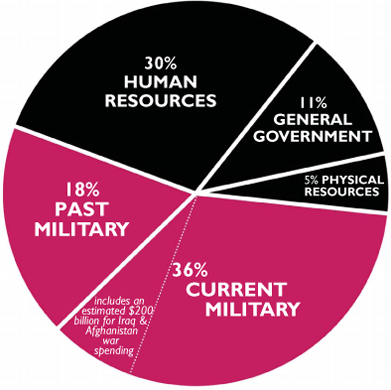 30%
HUMAN
RESOURCES
11%
GENERAL
GOVERNMENT
5% PHYSICAL
RESOURCES
18%
PAST
MILITARY
36%
CURRENT
MILITARY
includes an
estimated $200
billion for Iraq &
Afghanistan
war
spending